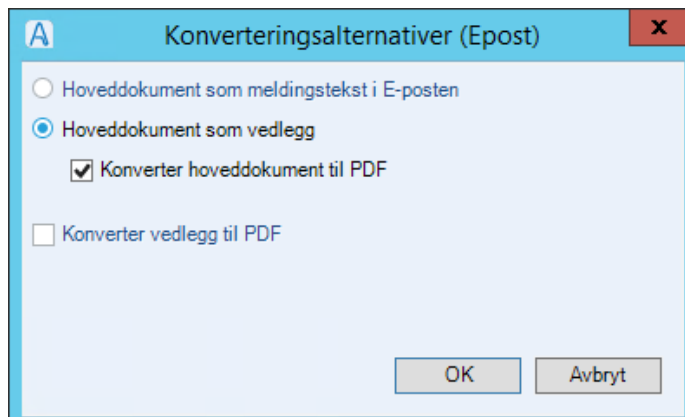 A
Konverteringsalternativer (Epost)
x
Hoveddokument som meldingstekst i E-posten
Hoveddokument som vedlegg
Konverter hoveddokument til PDF
Konverter vedlegg til PDF
OK
Avbryt